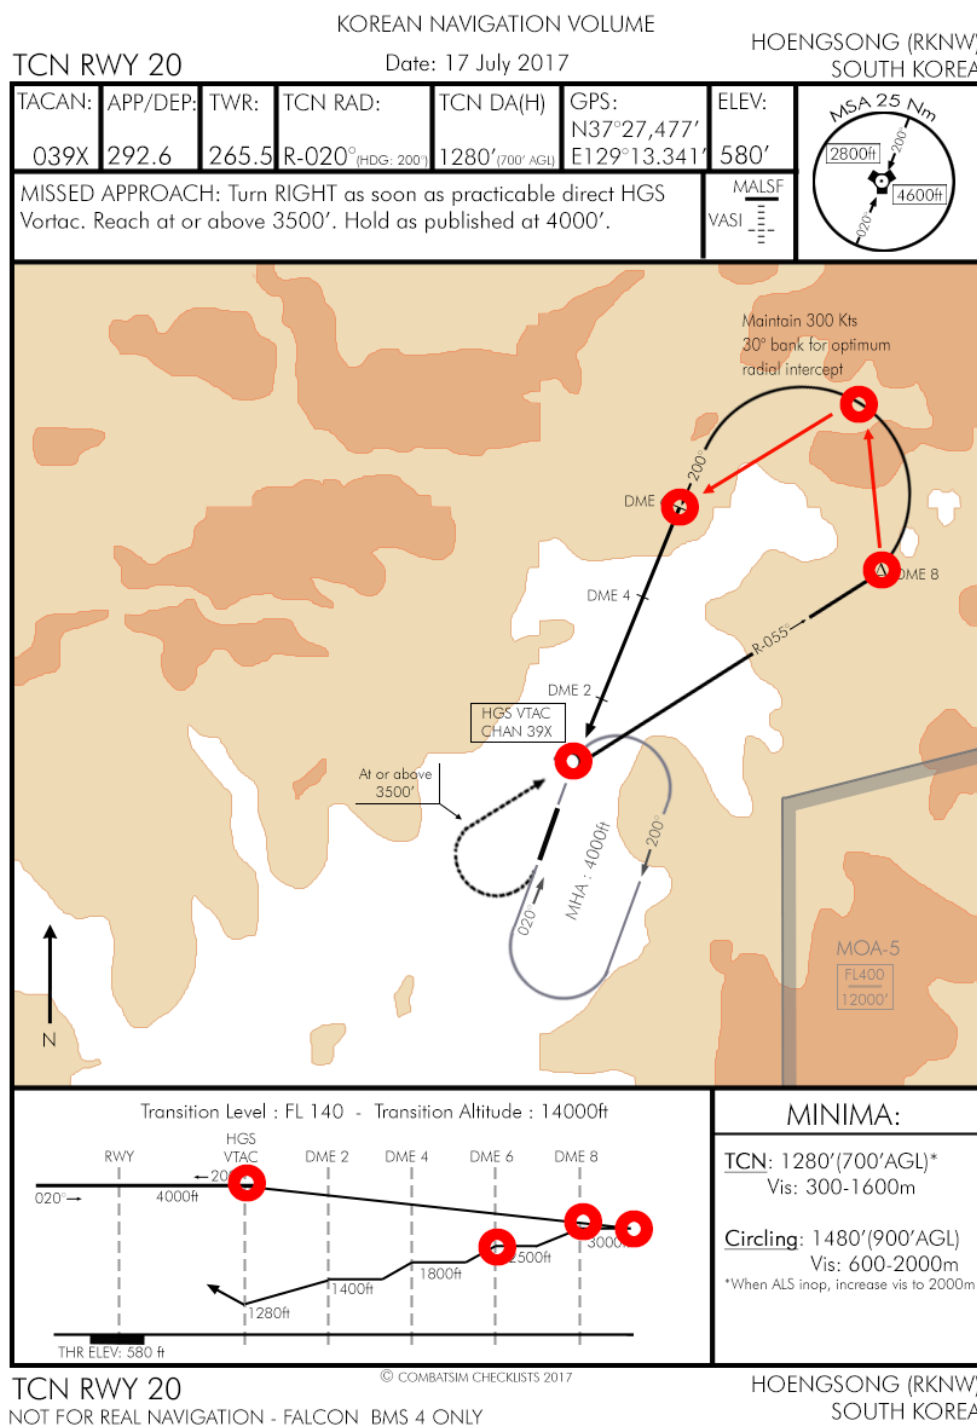 KOREAN NAVIGATION VOLUME
TCN RWY 20
Date: 17 July 2017
HOENGSONG (RKNW)
SOUTH KOREA
TACAN:
039X
APP/DEP:
292.6
TWR:
265.5
TCN RAD:
R-020°(HDG: 200°)
TCN DA(H)
1280'(700' AGL)
GPS:
N37°27,477'
E129°13.341'
ELEV:
580'
MSA 25 Nm
2800ft
200°
4600ft
020°
MISSED APPROACH: Turn RIGHT as soon as practicable direct HGS
Vortac. Reach at or above 3500'. Hold as published at 4000'.
MALSF
VASI
Maintain 300 Kts
30° bank for optimum
radial intercept
200°
DME
DME 8
DME 4
R-055°
DME 2
HGS VTAC
CHAN 39X
At or above
3500'
200°
MHA : 4000ft
020°
MOA-5
FL400
12000'
N
Transition Level : FL 140 - Transition Altitude : 14000ft
RWY
HGS
VTAC
DME 2
DME 4
DME 6
DME 8
020°
4000ft
3000
2500ft
1800ft
1400ft
1280ft
THR ELEV: 580 ft
MINIMA:
TCN: 1280'(700'AGL)*
Vis: 300-1600m
Circling: 1480'(900'AGL)
Vis: 600-2000m
*When ALS inop, increase vis to 2000m
© COMBATSIM CHECKLISTS 2017
TCN RWY 20
NOT FOR REAL NAVIGATION - FALCON BMS 4 ONLY
HOENGSONG (RKNW)
SOUTH KOREA